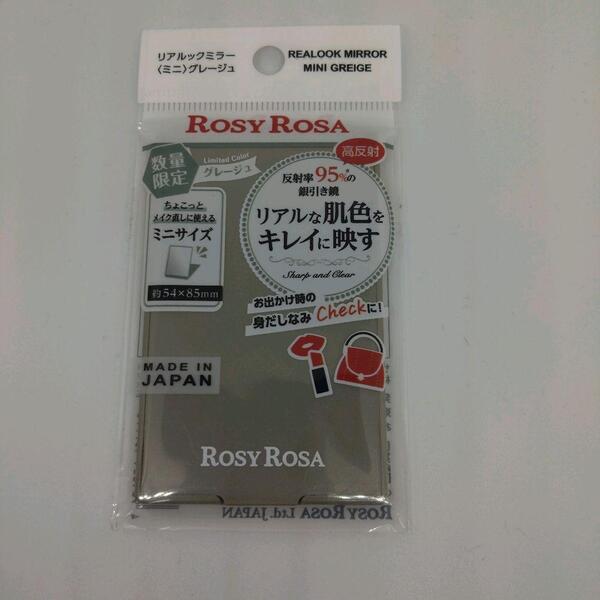 リアルックミラー
〈ミニ〉グレージュ
REALOOK MIRROR
MINI GREIGE
ROSY ROSA
数量
限定
Limited Color
グレージュ
高反射
反射率95%*の
銀引き鏡
リアルな肌色を
キレイに映す
Sharp and Clear
ちょこっと
メイク直しに使える
ミニサイズ
約54×85mm
お出かけ時の
身だしなみCheckに!
MADE IN
JAPAN
ROSY ROSA
ROSY ROSA Ltd. JAPAN